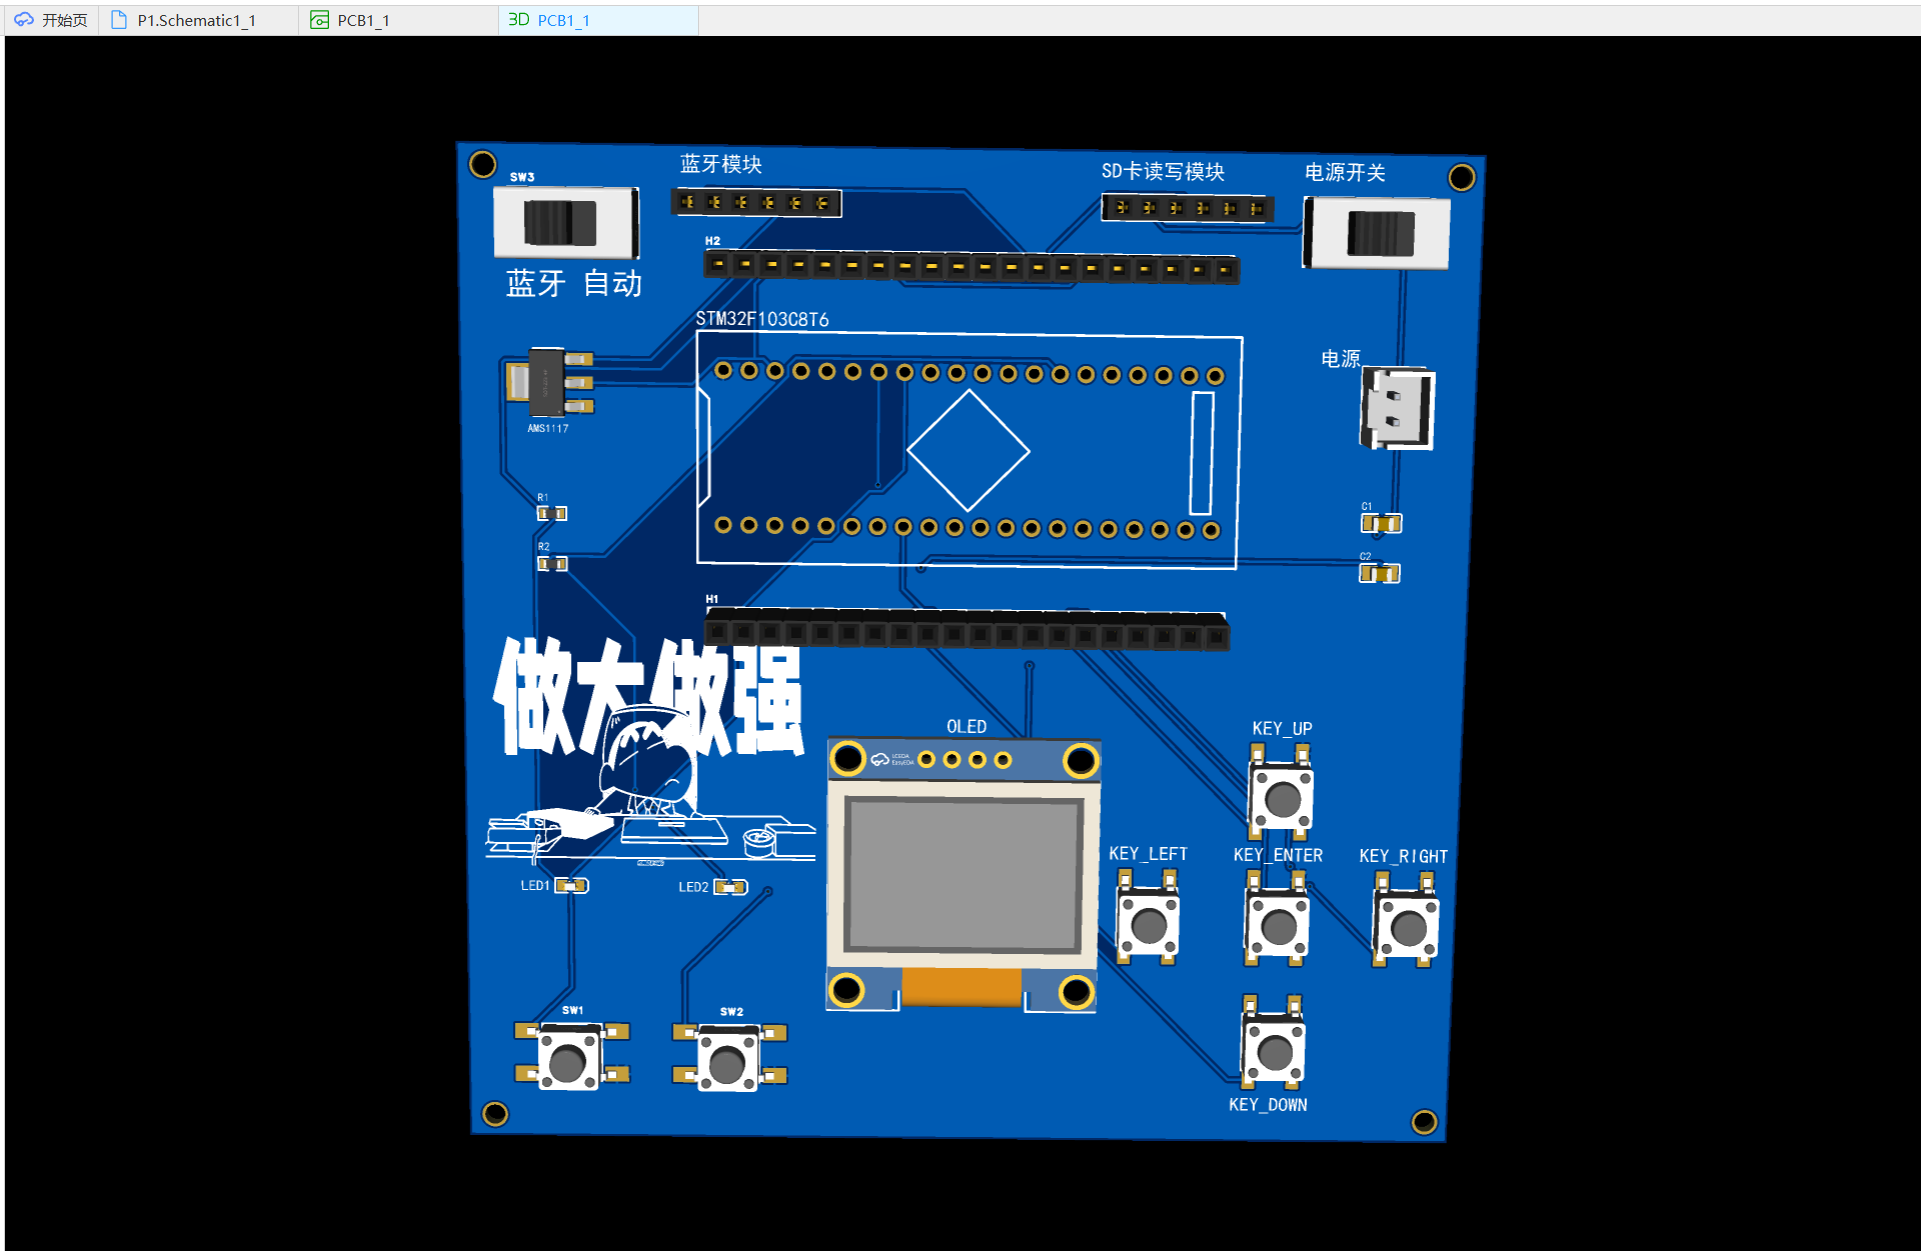 开始页
P1.Schematic1_1
PCB1_1
3D PCB1_1
蓝牙模块
SD卡读写模块
电源开关
SW3
H2
蓝牙 自动
STM32F103C8T6
电源
AMS1117
R1
C1
R2
C2
H1
做大做强
OLED
KEY_UP
LCEDA
EasyEDA
KEY_LEFT
KEY_ENTER
KEY_RIGHT
LED1
LED2
SW1
SW2
KEY_DOWN